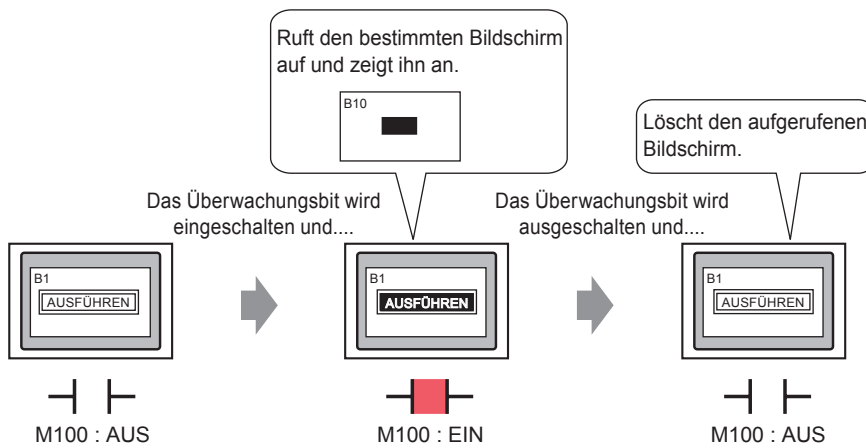 Ruft den bestimmten Bildschirm
auf und zeigt ihn an.
B10
Löscht den aufgerufenen
Bildschirm.
Das Überwachungsbit wird
eingeschalten und....
Das Überwachungsbit wird
ausgeschalten und....
B1
AUSFÜHREN
B1
AUSFÜHREN
B1
AUSFÜHREN
M100 : AUS
M100 : EIN
M100 : AUS